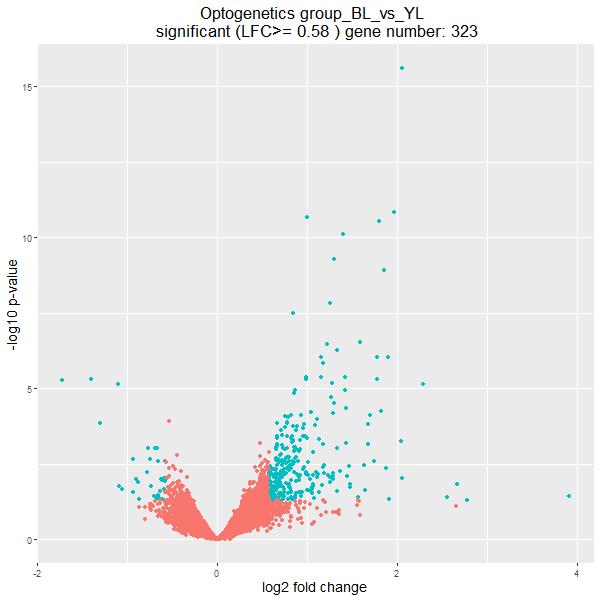 Optogenetics group_BL_vs_YL
significant (LFC>= 0.58 ) gene number: 323
-log10 p-value
15
10
5
0
-2
0
2
4
log2 fold change